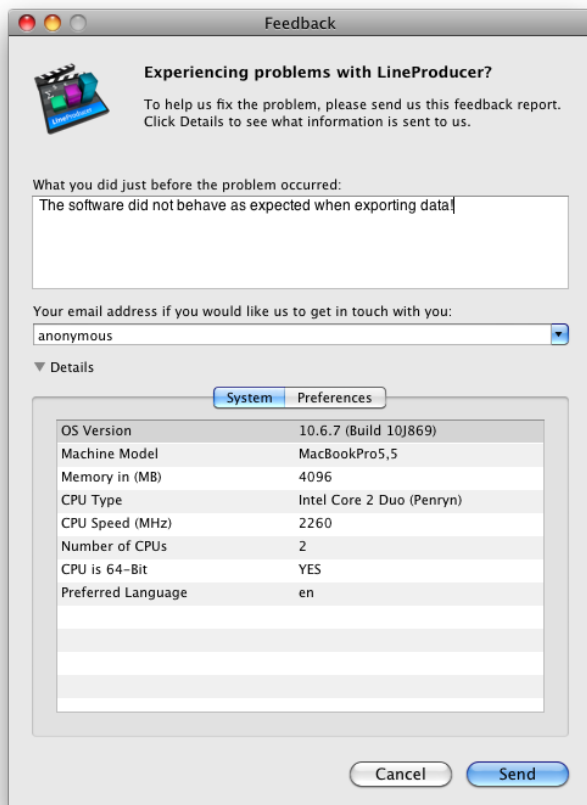 Feedback
LineProducer
Experiencing problems with LineProducer?
To help us fix the problem, please send us this feedback report.
Click Details to see what information is sent to us.
What you did just before the problem occurred:
The software did not behave as expected when exporting data!
Your email address if you would like us to get in touch with you:
anonymous
Details
System Preferences
OS Version 10.6.7 (Build 10J869)
Machine Model MacBookPro5,5
Memory in (MB) 4096
CPU Type Intel Core 2 Duo (Penryn)
CPU Speed (MHz) 2260
Number of CPUs 2
CPU is 64-Bit YES
Preferred Language en
Cancel Send